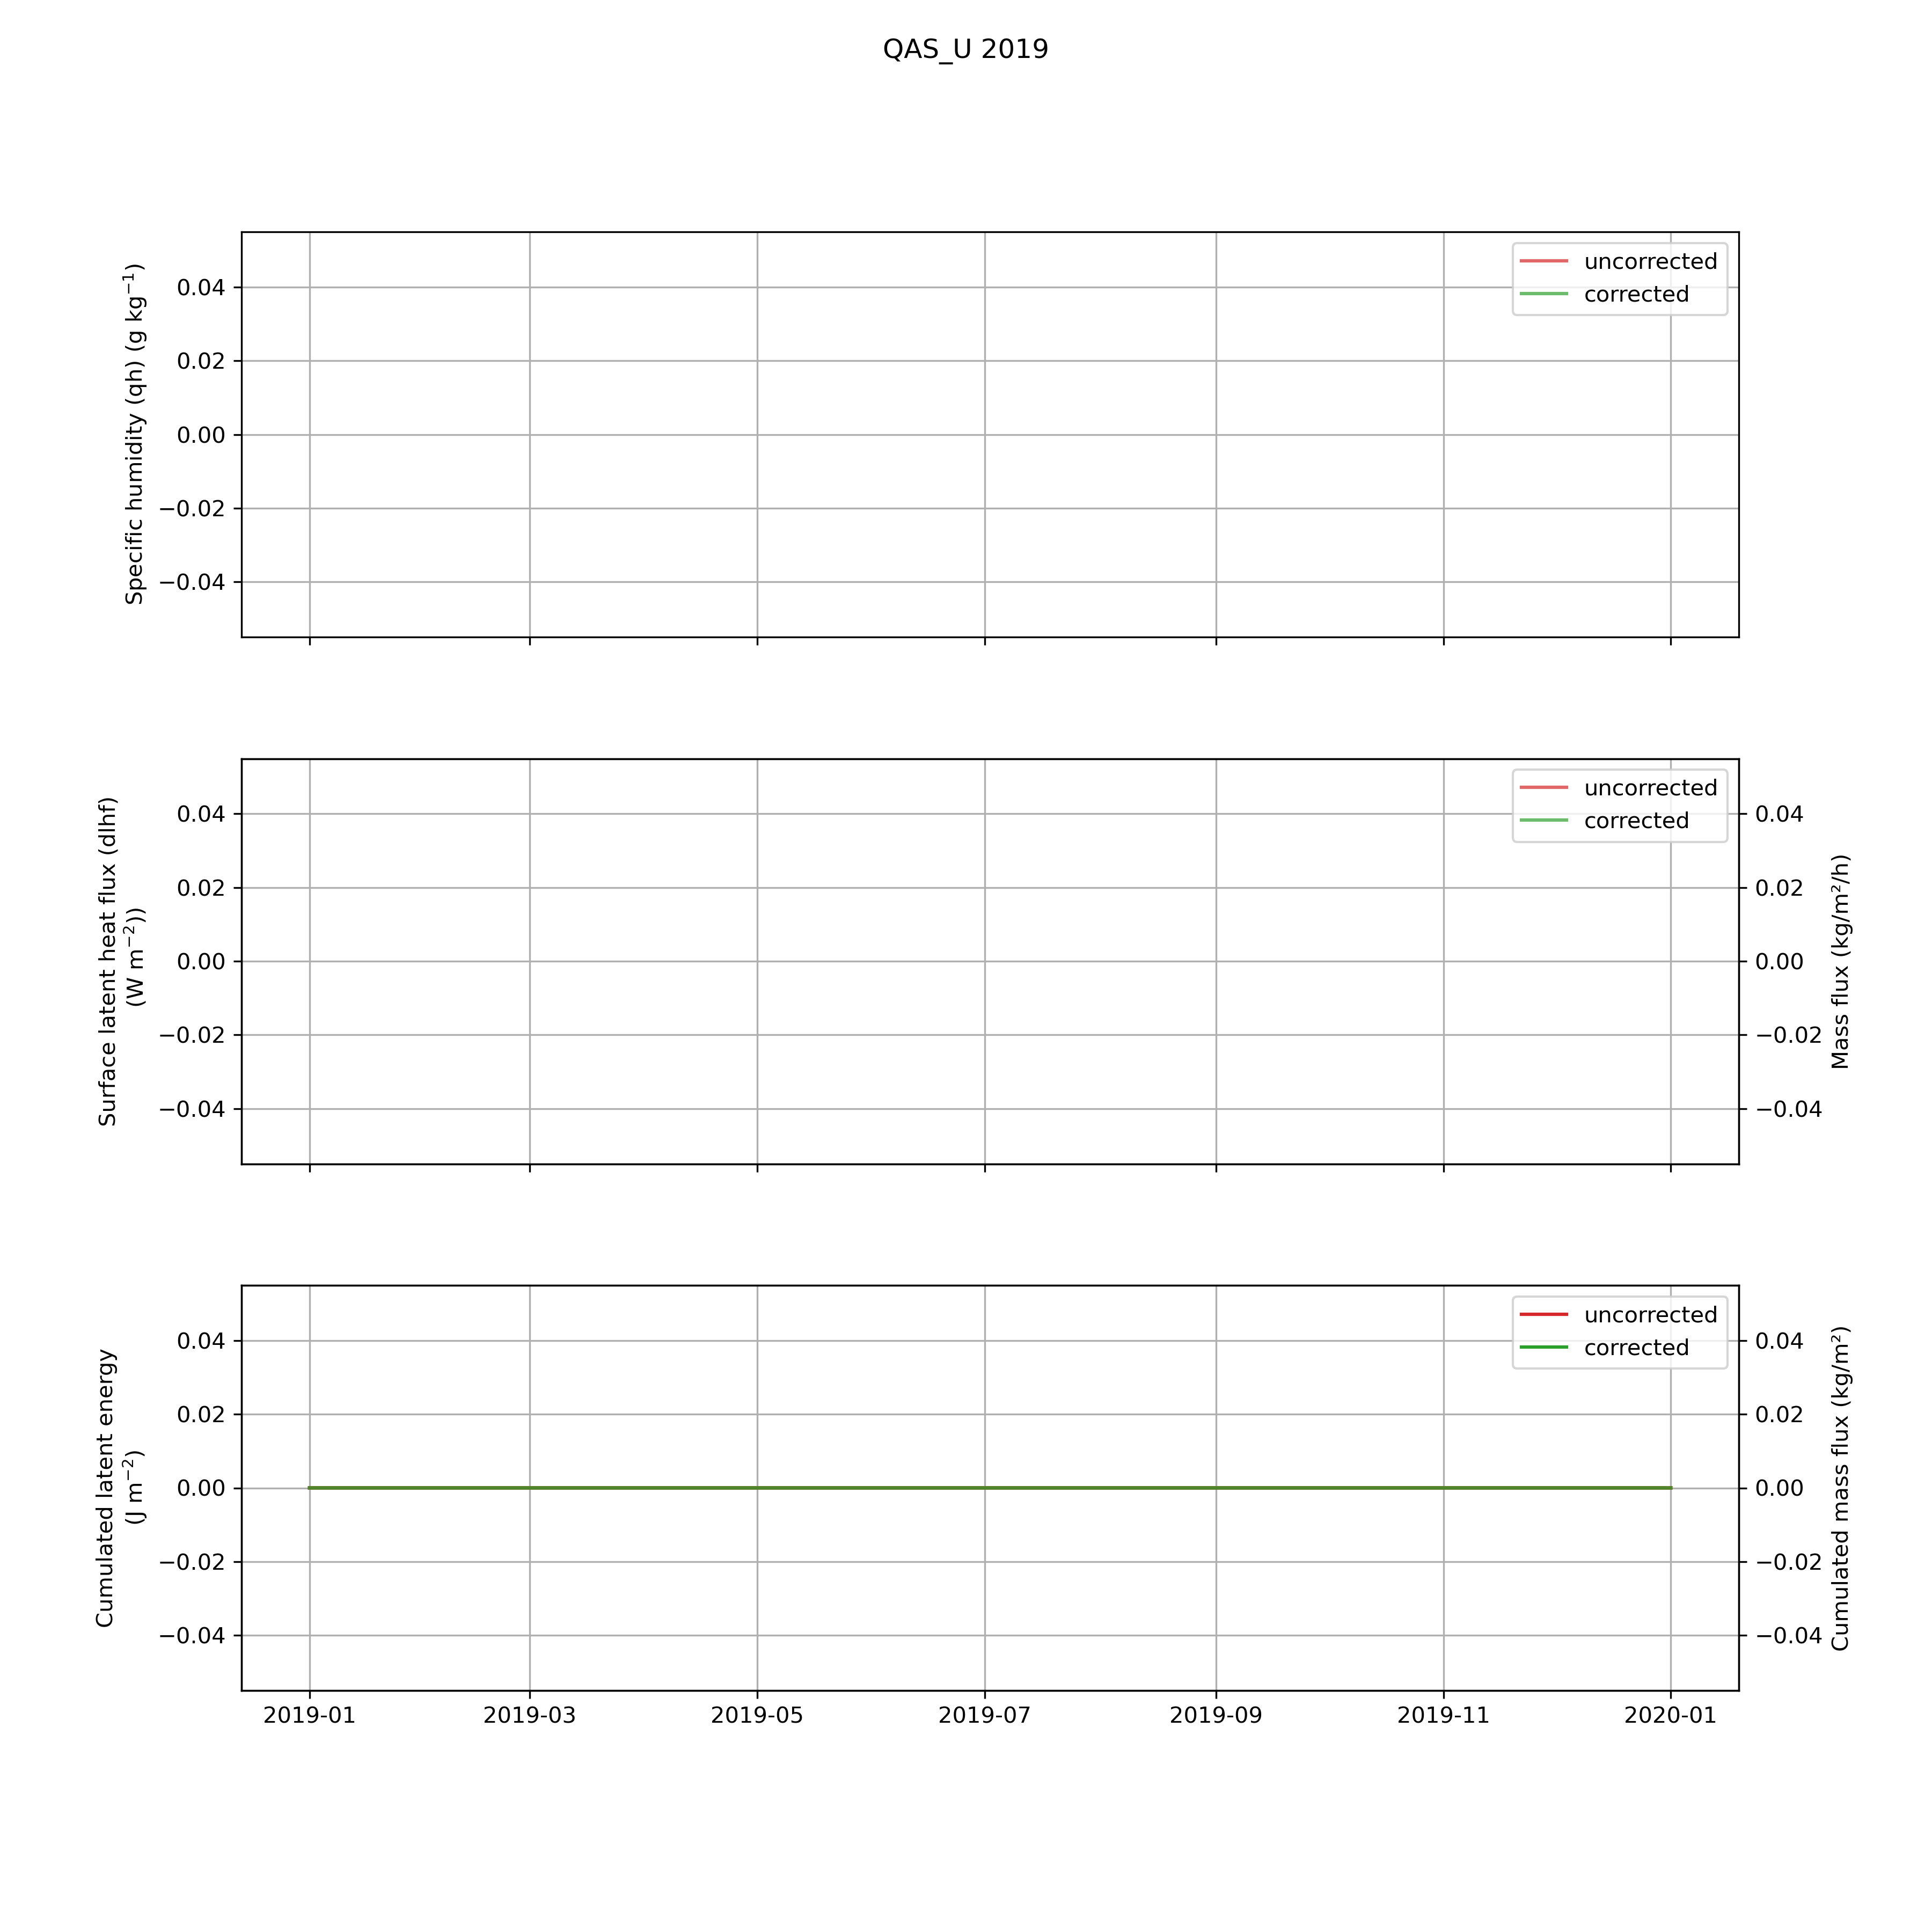 QAS_U 2019
Specific humidity (qh) (g kg⁻¹)
0.04
0.02
0.00
−0.02
−0.04
uncorrected
corrected
Surface latent heat flux (dlhf)
(W m⁻²))
0.04
0.02
0.00
−0.02
−0.04
uncorrected
corrected
0.04
0.02
0.00
−0.02
−0.04
Mass flux (kg/m²/h)
Cumulated latent energy
(J m⁻²)
0.04
0.02
0.00
−0.02
−0.04
uncorrected
corrected
0.04
0.02
0.00
−0.02
−0.04
Cumulated mass flux (kg/m²)
2019-01 2019-03 2019-05 2019-07 2019-09 2019-11 2020-01